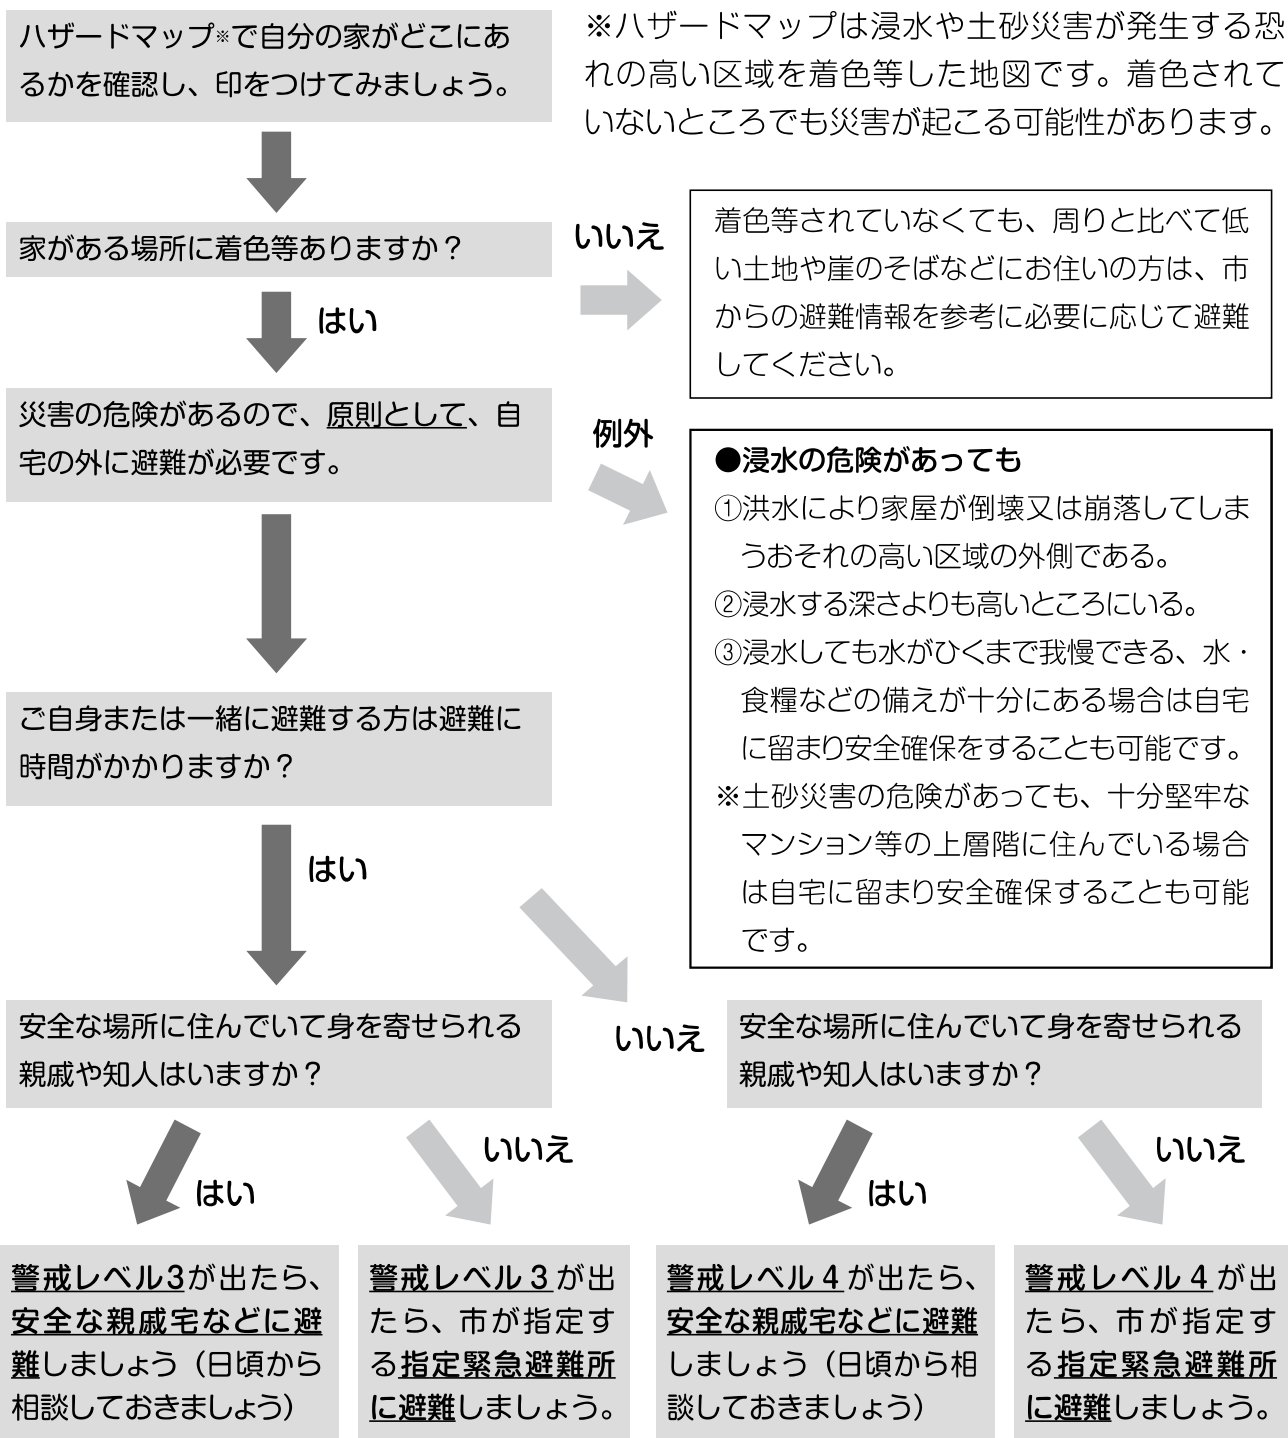 ハザードマップ※で自分の家がどこにあ
るかを確認し、印をつけてみましょう。
※ハザードマップは浸水や土砂災害が発生する恐
れの高い区域を着色等した地図です。着色されて
いないところでも災害が起こる可能性があります。
家がある場所に着色等ありますか？
いいえ
着色等されていなくても、周りと比べて低
い土地や崖のそばなどにお住いの方は、市
からの避難情報を参考に必要に応じて避難
してください。
はい
災害の危険があるので、原則として、自
宅の外に避難が必要です。
例外
●浸水の危険があっても
①洪水により家屋が倒壊又は崩落してしま
うおそれの高い区域の外側である。
②浸水する深さよりも高いところにいる。
③浸水しても水がひくまで我慢できる、水・
食糧などの備えが十分にある場合は自宅
に留まり安全確保をすることも可能です。
※土砂災害の危険があっても、十分堅牢な
マンション等の上層階に住んでいる場合
は自宅に留まり安全確保することも可能
です。
ご自身または一緒に避難する方は避難に
時間がかかりますか？
はい
いいえ
安全な場所に住んでいて身を寄せられる
親戚や知人はいますか？
安全な場所に住んでいて身を寄せられる
親戚や知人はいますか？
はい
いいえ
はい
いいえ
警戒レベル3が出たら、
安全な親戚宅などに避
難しましょう（日頃から
相談しておきましょう）
警戒レベル 3 が出
たら、市が指定す
る指定緊急避難所
に避難しましょう。
警戒レベル 4 が出たら、
安全な親戚宅などに避難
しましょう（日頃から相
談しておきましょう）
警戒レベル 4 が出
たら、市が指定す
る指定緊急避難所
に避難しましょう。